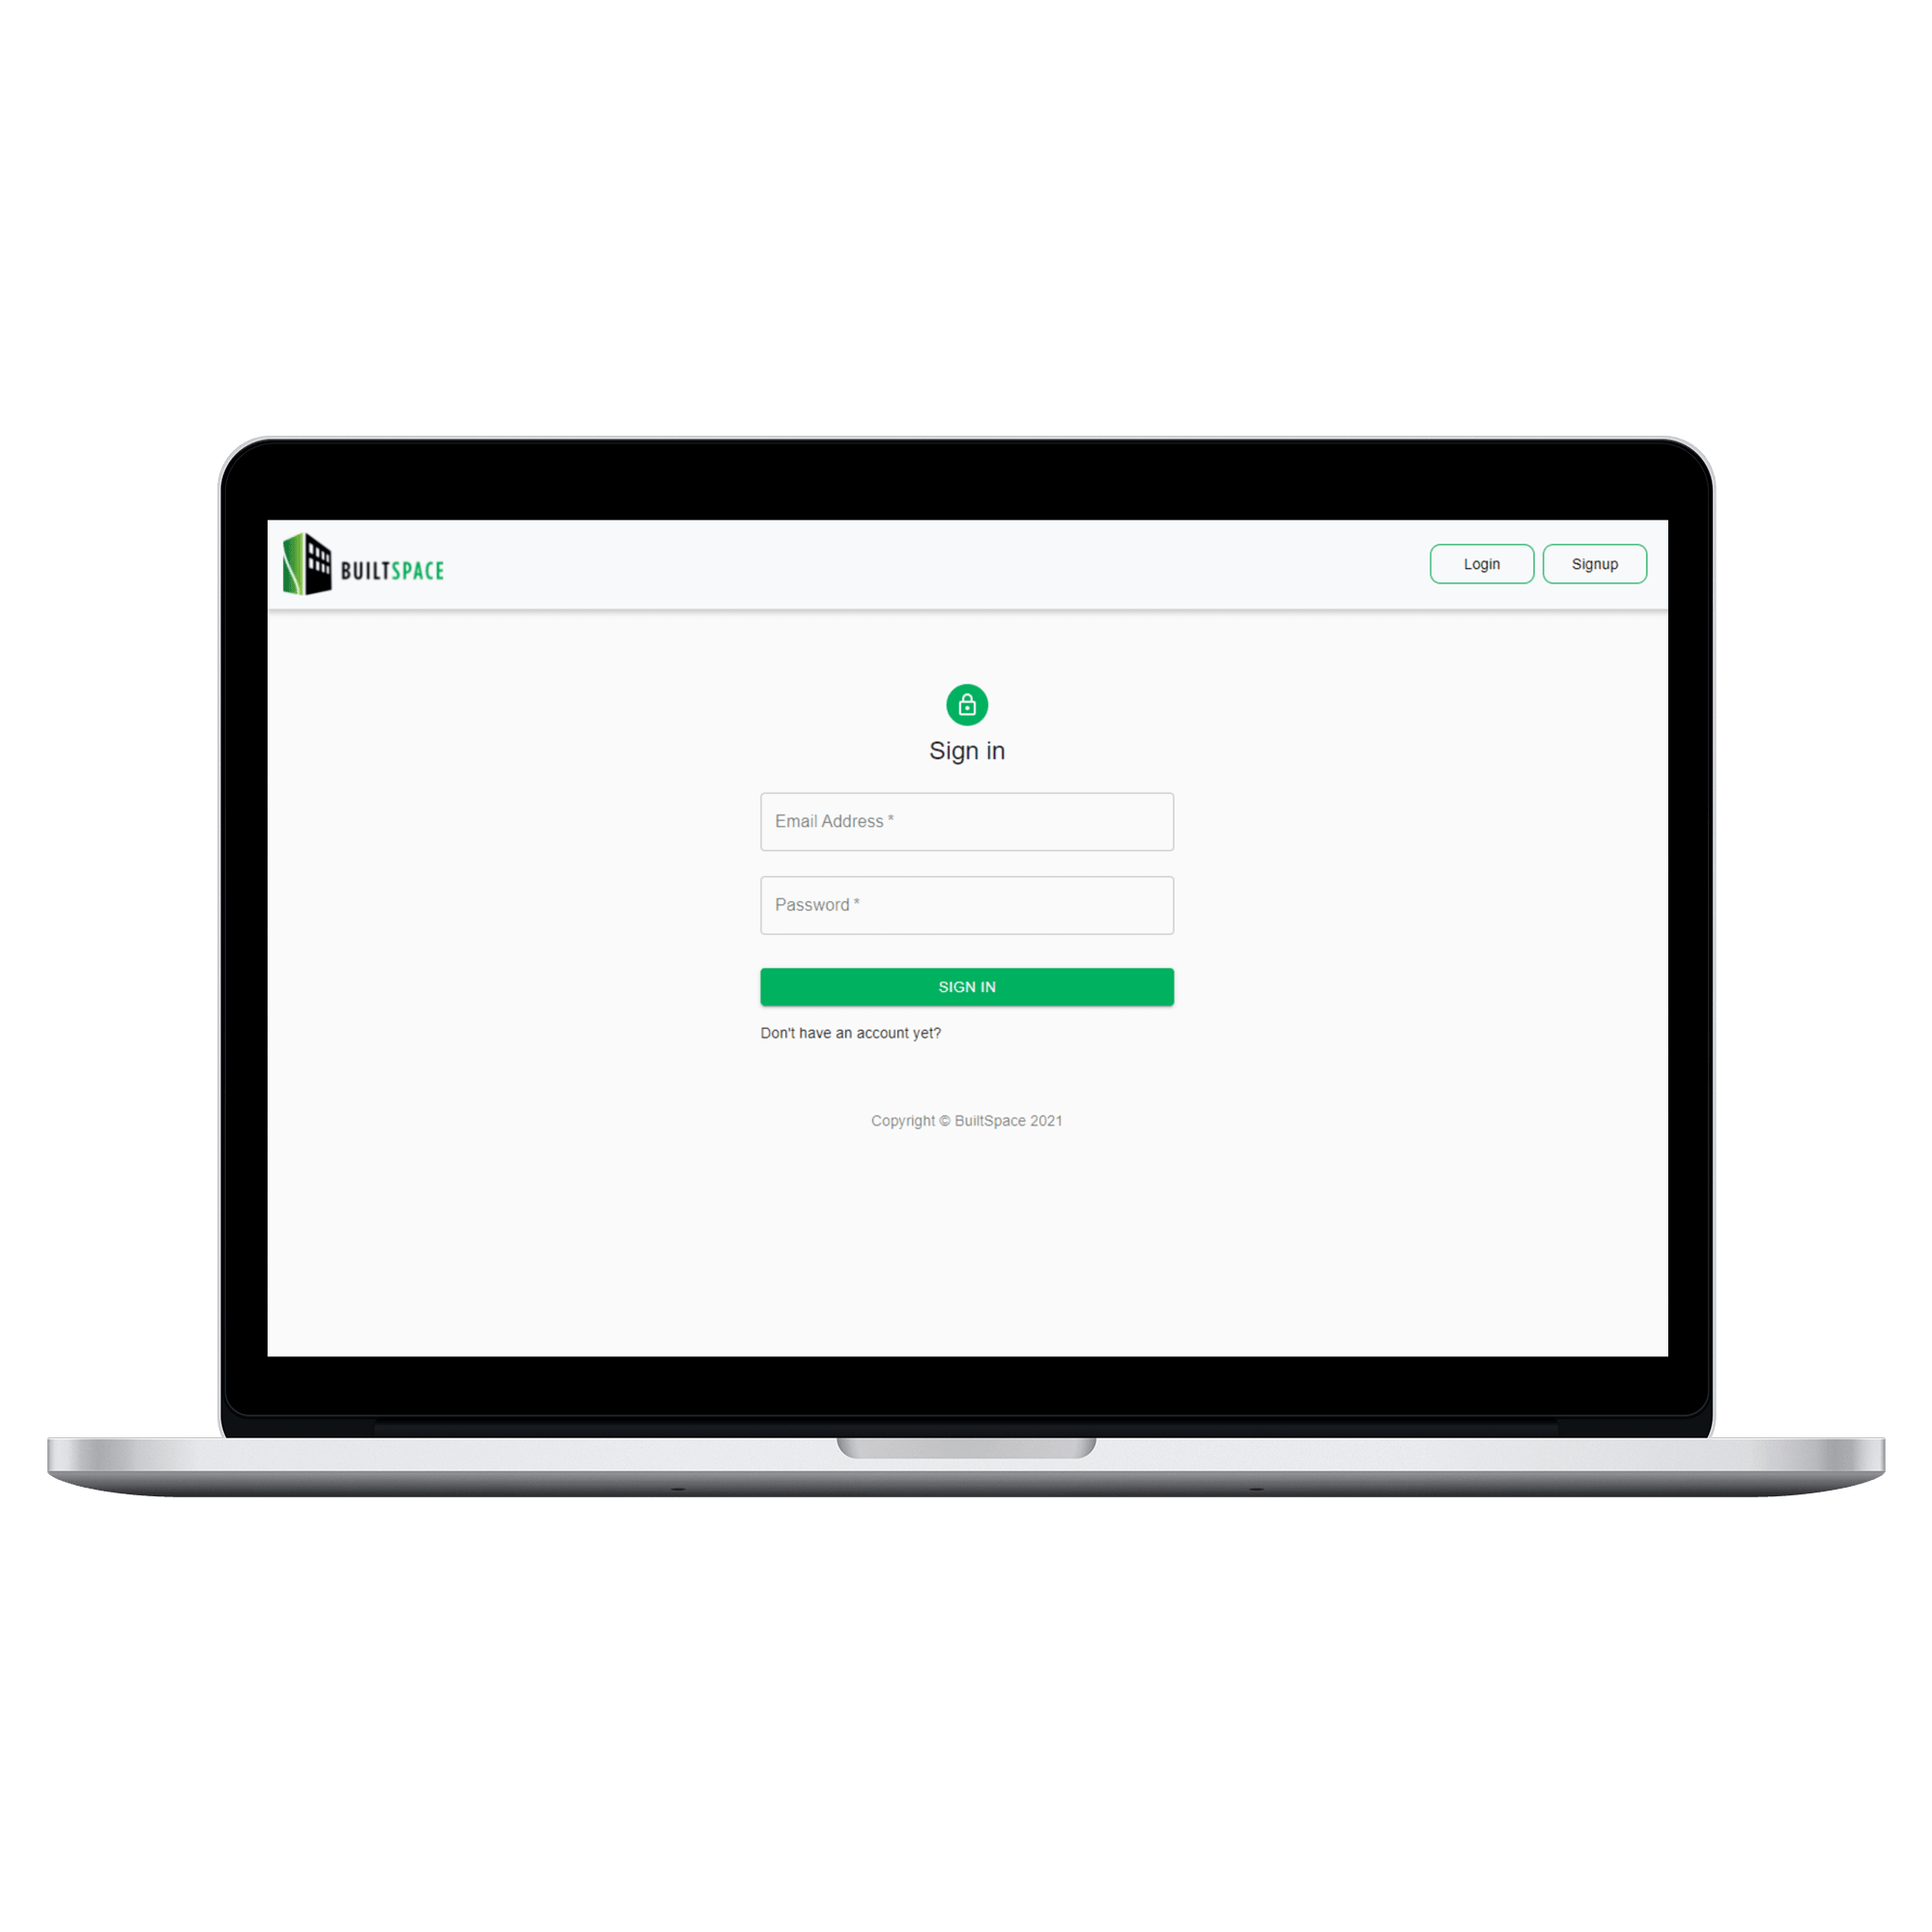 BUILTSPACE
Login
Signup
Sign in
Email Address *
Password *
SIGN IN
Don't have an account yet?
Copyright © BuiltSpace 2021